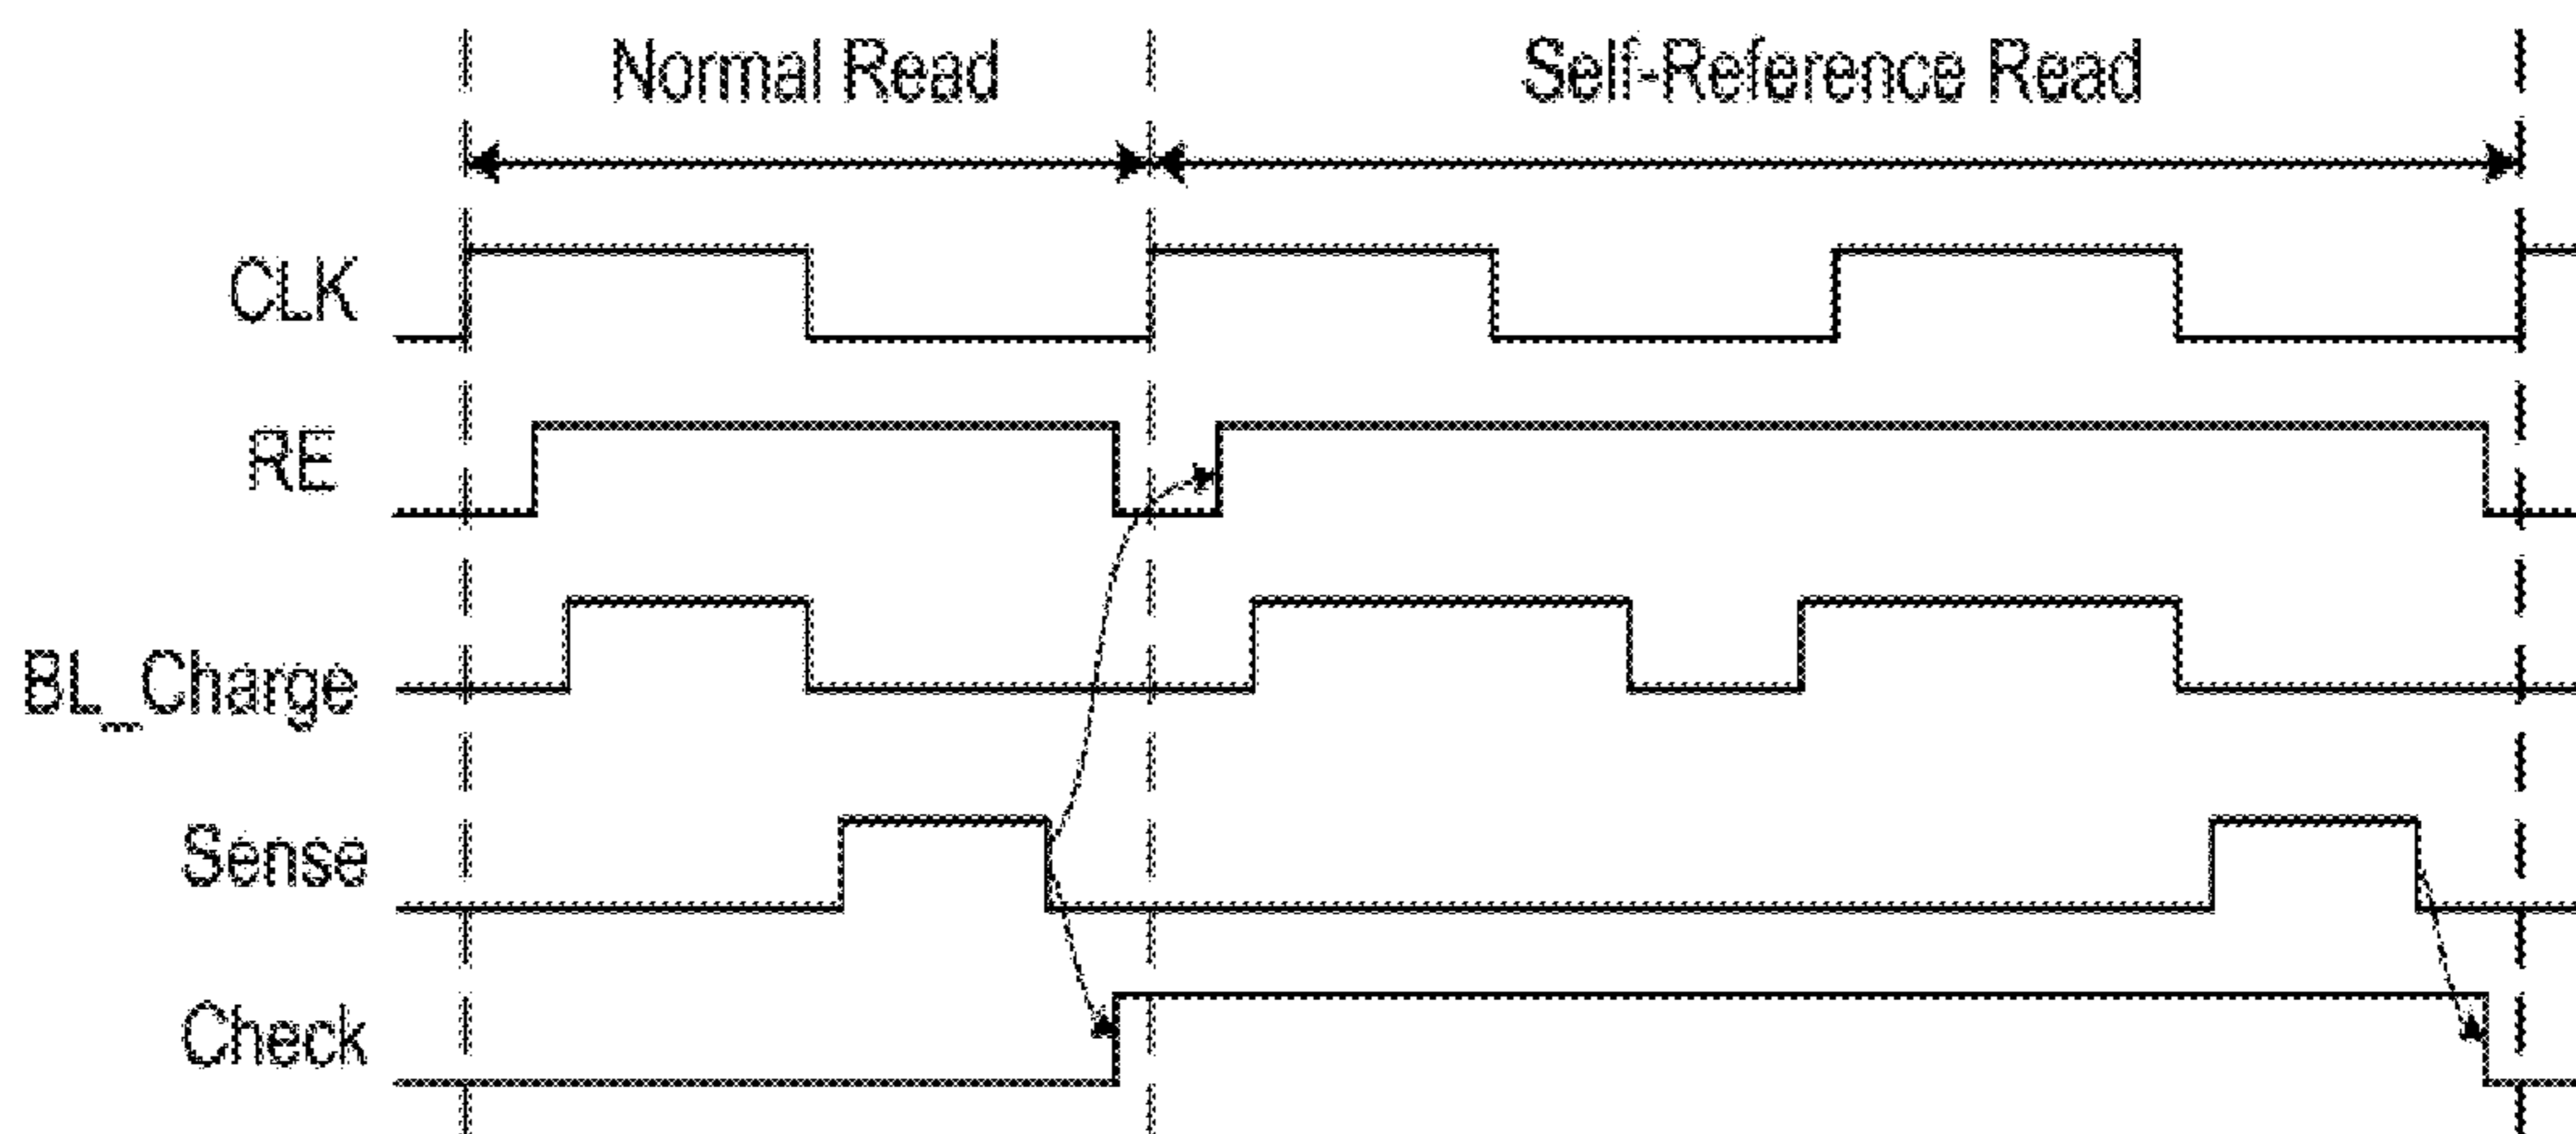 Normal Read Self-Reference Read
CLK
RE
BL_Charge
Sense
Check